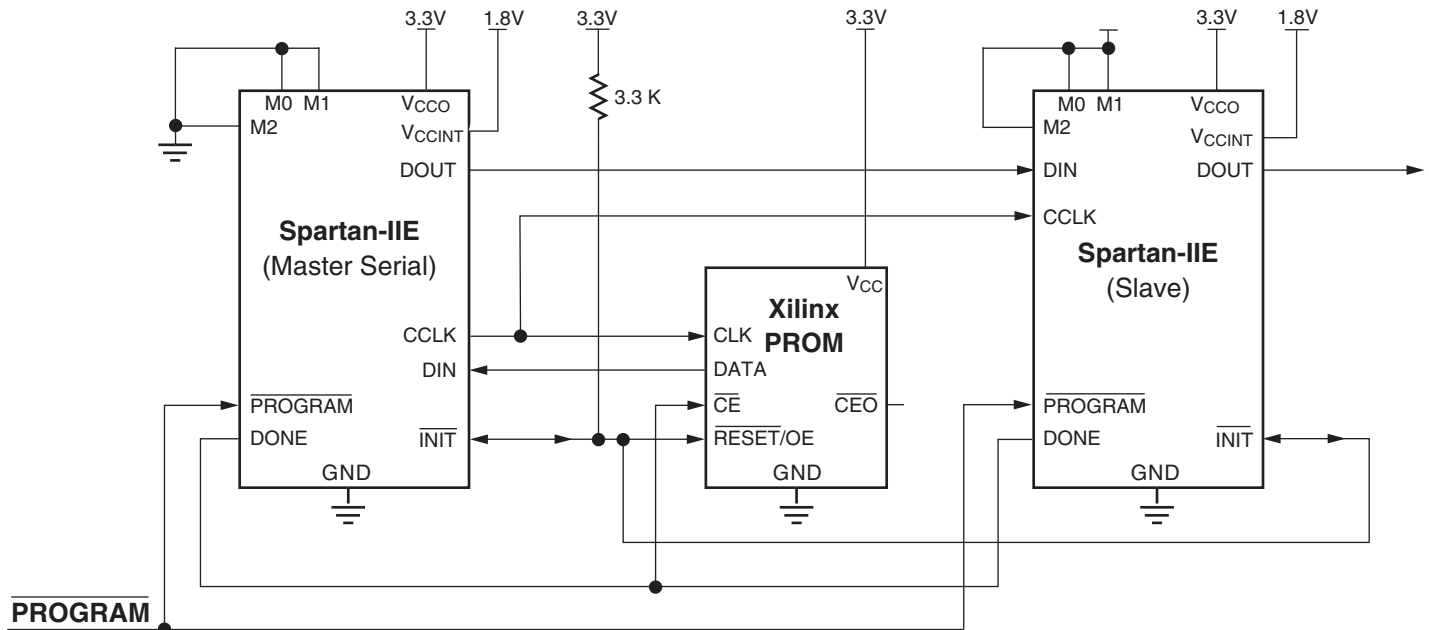 3.3V 1.8V 3.3V 3.3V 3.3V 1.8V
M0 M1 VCCO
M2
VCCINT
DOUT
Spartan-IIE
(Master Serial)
CCLK
DIN
PROGRAM
DONE
INIT
GND
3.3 K
VCC
Xilinx
PROM
CLK
DATA
CE
CEO
RESET/OE
GND
M0 M1 VCCO
M2
VCCINT
DIN
DOUT
CCLK
Spartan-IIE
(Slave)
PROGRAM
DONE
INIT
GND
PROGRAM